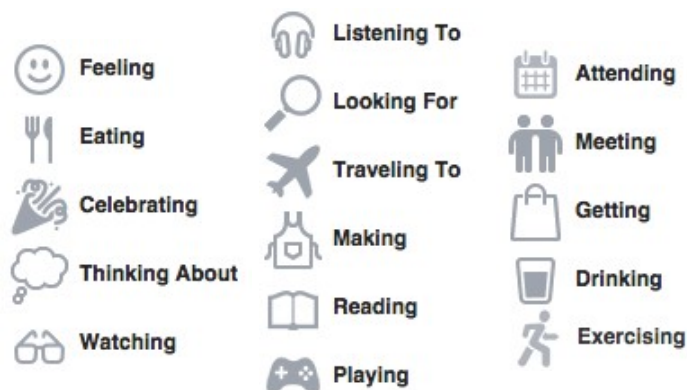 Feeling
Eating
Celebrating
Thinking About
Watching
Listening To
Looking For
Traveling To
Making
Reading
Playing
Attending
Meeting
Getting
Drinking
Exercising